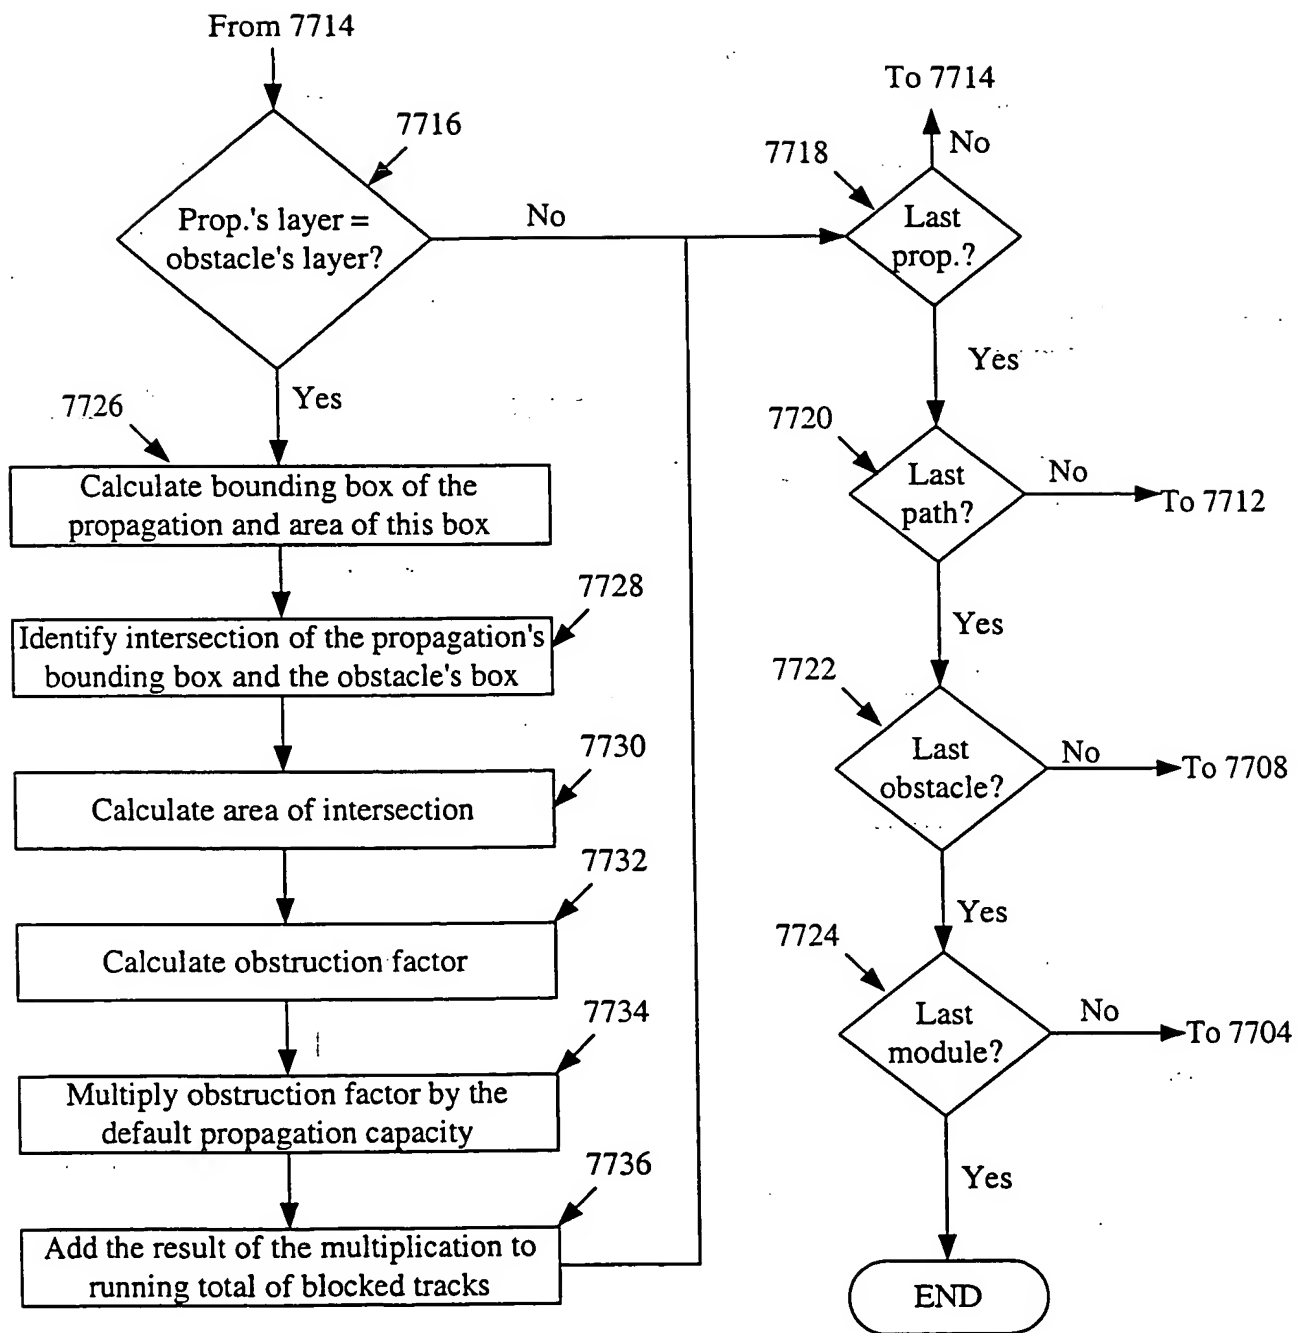 From 7714
7716
Prop.'s layer =
obstacle's layer?
No
Yes
7726
Calculate bounding box of the
propagation and area of this box
7728
Identify intersection of the propagation's
bounding box and the obstacle's box
7730
Calculate area of intersection
7732
Calculate obstruction factor
7734
Multiply obstruction factor by the
default propagation capacity
7736
Add the result of the multiplication to
running total of blocked tracks
To 7714
No
7718
Last
prop.?
Yes
7720
Last
path?
No
To 7712
Yes
7722
Last
obstacle?
No
To 7708
Yes
7724
Last
module?
No
To 7704
Yes
END